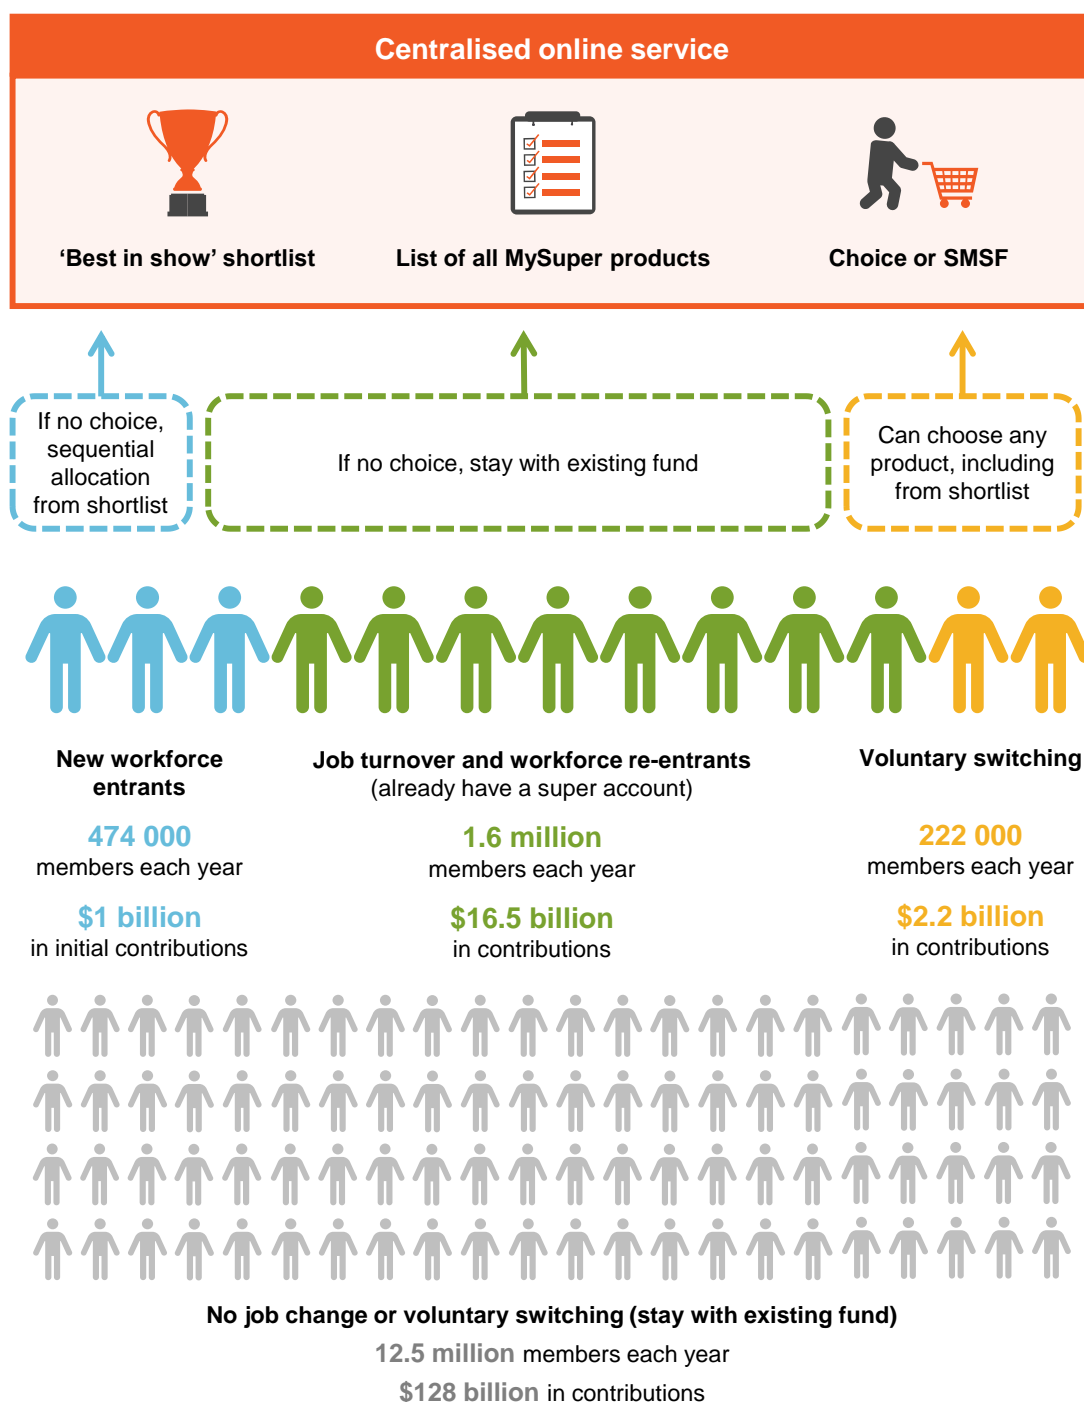 Centralised online service
‘Best in show’ shortlist
List of all MySuper products
Choice or SMSF
If no choice,
sequential
allocation
from shortlist
If no choice, stay with existing fund
Can choose any
product, including
from shortlist
New workforce
entrants
474 000
members each year
$1 billion
in initial contributions
Job turnover and workforce re-entrants
(already have a super account)
1.6 million
members each year
$16.5 billion
in contributions
Voluntary switching
222 000
members each year
$2.2 billion
in contributions
No job change or voluntary switching (stay with existing fund)
12.5 million members each year
$128 billion in contributions